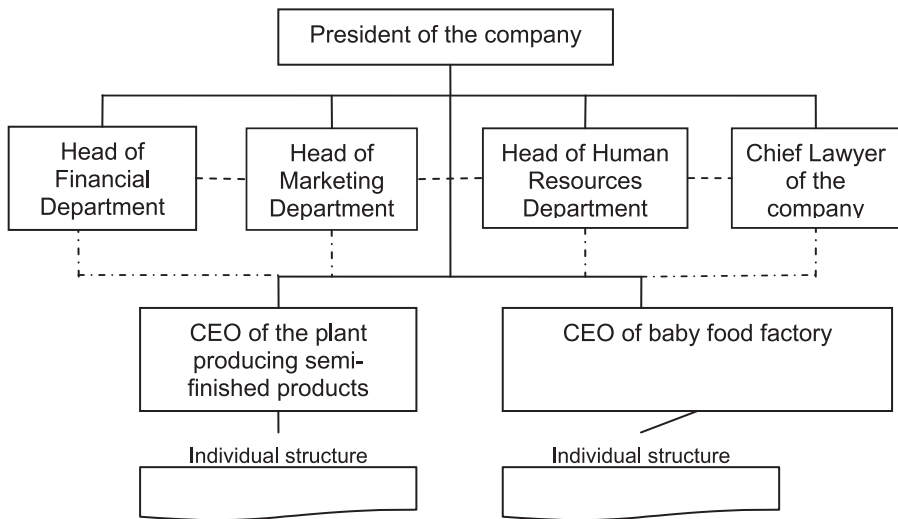 President of the company
Head of
Financial
Department
Head of
Marketing
Department
Head of Human
Resources
Department
Chief Lawyer
of the
company
CEO of the plant
producing semi-
finished products
CEO of baby food factory
Individual structure
Individual structure